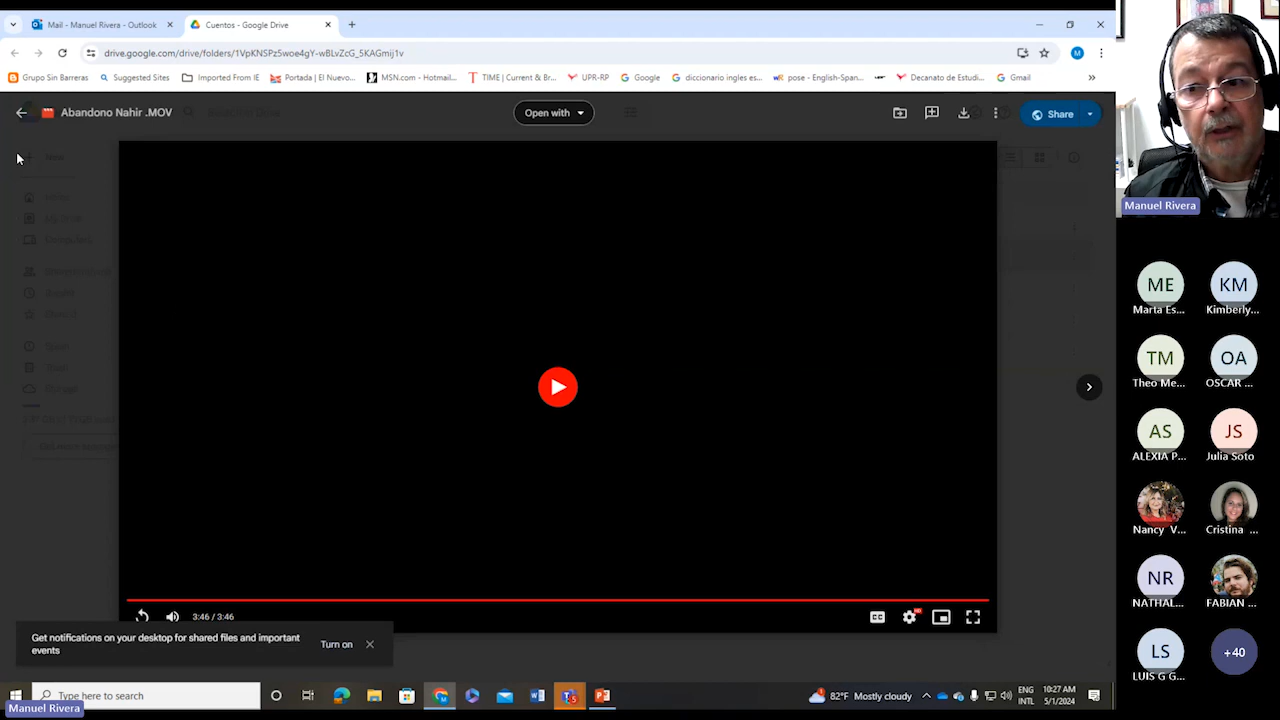 Mail - Manuel Rivera - Outlook
Cuentos - Google Drive
drive.google.com/drive/folders/1VpKNSPz5woe4gY-wBLvZcG_5KAGmij1v
Grupo Sin Barreras
Suggested Sites
Imported From IE
Portada | El Nuevo...
MSN.com - Hotmail...
TIME | Current & Br...
UPR-RP
Google
diccionario ingles es...
pose - English-Span...
Decanato de Estudi...
Gmail
Abandono Nahir .MOV
Open with
Share
New
Home
3:46 / 3:46
Get notifications on your desktop for shared files and important
events
Turn on
Type here to search
82°F Mostly cloudy
ENG
INTL
10:27 AM
5/1/2024
Manuel Rivera
Manuel Rivera
ME
KM
Marta Es...
Kimberly...
TM
OA
Theo Me...
OSCAR ...
AS
JS
ALEXIA P...
Julia Soto
Nancy V...
Cristina ...
NR
NATHAL...
FABIAN ...
LS
+40
LUIS G G...